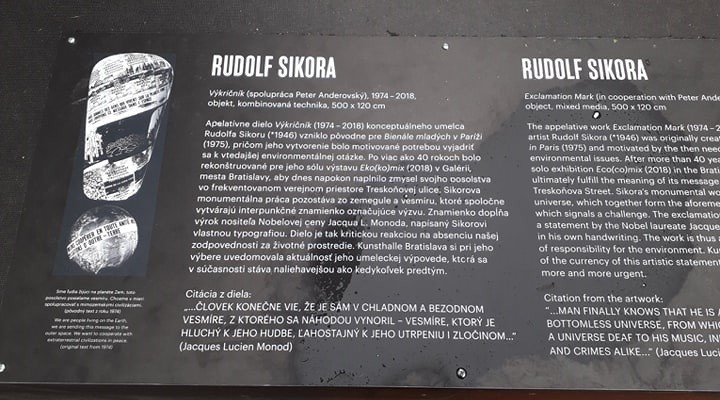 RUDOLF SIKORA
Výkričník (spolupráca Peter Anderovský), 1974 – 2018,
objekt, kombinovaná technika, 500 x 120 cm
Apelatívne dielo Výkričník (1974 – 2018) konceptuálneho umelca
Rudolfa Sikoru (*1946) vzniklo pôvodne pre Bienále mladých v Paríži
(1975), pričom jeho vytvorenie bolo motivované potrebou vyjadriť
sa k vtedajšej environmentálnej otázke. Po viac ako 40 rokoch bolo
rekonštruované pre jeho sólu výstavu Eko(ko)mix (2018) v Galérii,
mesta Bratislavy, aby dnes napokon naplnilo zmysel svojho posolstva
vo frekventovanom verejnom priestore Treskoňovej ulice. Sikorova
monumentálna práca pozostáva zo zemegule a vesmíru, ktoré spoločne
vytvárajú interpunkčné znamienko označujúce výzvu. Znamienko dopĺňa
výrok nositeľa Nobelovej ceny Jacqua L. Monoda, napísaný Sikorovi
vlastnou typografiou. Dielo je tak kritickou reakciou na absenciu našej
zodpovednosti za životné prostredie. Kunsthalle Bratislava si pri jeho
výbere uvedomovala aktuálnosť jeho umeleckej výpovede, ktorá sa
v súčasnosti stáva naliehavejšou ako kedykoľvek predtým.
Citácia z diela:
„...ČLOVEK KONEČNE VIE, ŽE JE SÁM V CHLADNOM A BEZODNOM
VESMÍRE, Z KTORÉHO SA NÁHODOU VYNORIL – VESMÍRE, KTORÝ JE
HLUCHÝ K JEHO HUDBE, ĽAHOSTAJNÝ K JEHO UTRPENIU I ZLOČINOM..."
(Jacques Lucien Monod)
Sme ľudia žijúci na planéte Zem, toto
posolstvo posielame vesmíru. Chceme v mieri
spolupracovať s mimozemskými civilizáciami.
(pôvodný text z roku 1974)
We are people living on the Earth,
we are sending this message to the
outer space. We want to cooperate with
extraterrestrial civilizations in peace.
(original text from 1974)
RUDOLF SIKORA
Exclamation Mark (in cooperation with Peter Ande
object, mixed media, 500 x 120 cm
The appelative work Exclamation Mark (1974 – 2
artist Rudolf Sikora (*1946) was originally creat
in Paris (1975) and motivated by the then need
environmental issues. After more than 40 yea
solo exhibition Eco(co)mix (2018) in the Bratis
ultimately fulfill the meaning of its message
Treskoňova Street. Sikora's monumental wo
universe, which together form the aforeme
which signals a challenge. The exclamation
a statement by the Nobel laureate Jacque
in his own handwriting. The work is thus a
of responsibility for the environment. Kun
of the currency of this artistic statement
more and more urgent.
Citation from the artwork:
"...MAN FINALLY KNOWS THAT HE IS A
BOTTOMLESS UNIVERSE, FROM WHIC
A UNIVERSE DEAF TO HIS MUSIC, IN
AND CRIMES ALIKE..." (Jacques Luci